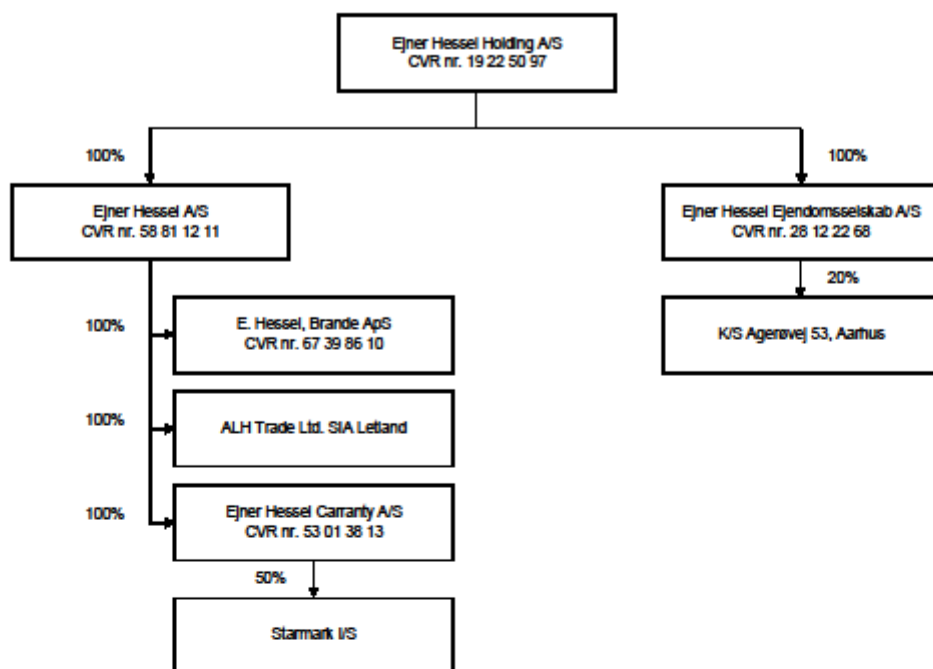 Ejner Hessel Holding A/S
CVR nr. 19 22 50 97
100%
100%
Ejner Hessel A/S
CVR nr. 58 81 12 11
Ejner Hessel Ejendomsselskab A/S
CVR nr. 28 12 22 68
20%
100%
E. Hessel, Brande ApS
CVR nr. 67 39 86 10
K/S Agerøvej 53, Aarhus
100%
ALH Trade Ltd. SIA Letland
100%
Ejner Hessel Carranty A/S
CVR nr. 53 01 38 13
50%
Starmark I/S